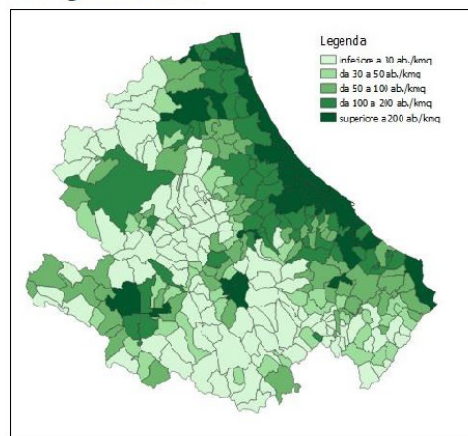 Legenda
inferiore a 30 ab./kmq
da 30 a 50 ab./kmq
da 50 a 100 ab./kmq
da 100 a 200 ab./kmq
superiore a 200 ab./kmq